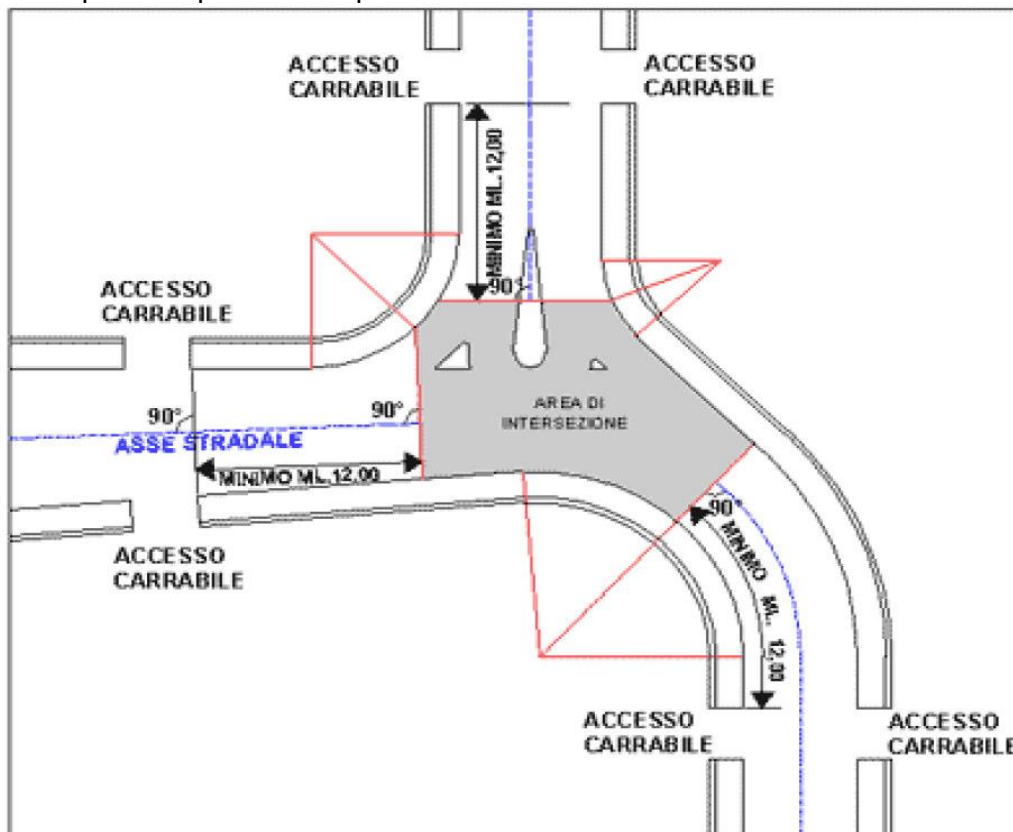 ACCESSO
CARRABILE
ACCESSO
CARRABILE
MINIMO ML.12,00
90°
ACCESSO
CARRABILE
90°
90°
ASSE STRADALE
MINIMO ML.12,00
AREA DI
INTERSEZIONE
90°
MINIMO ML. 12,00
ACCESSO
CARRABILE
ACCESSO
CARRABILE
ACCESSO
CARRABILE